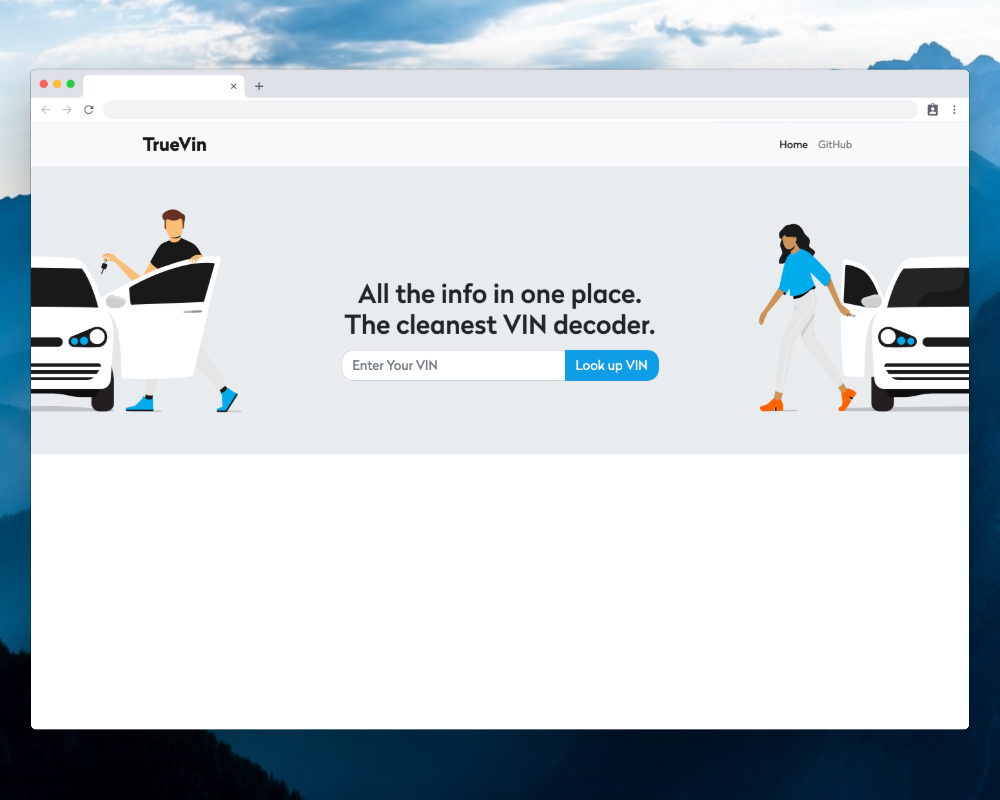 TrueVin
Home GitHub
All the info in one place.
The cleanest VIN decoder.
Enter Your VIN
Look up VIN